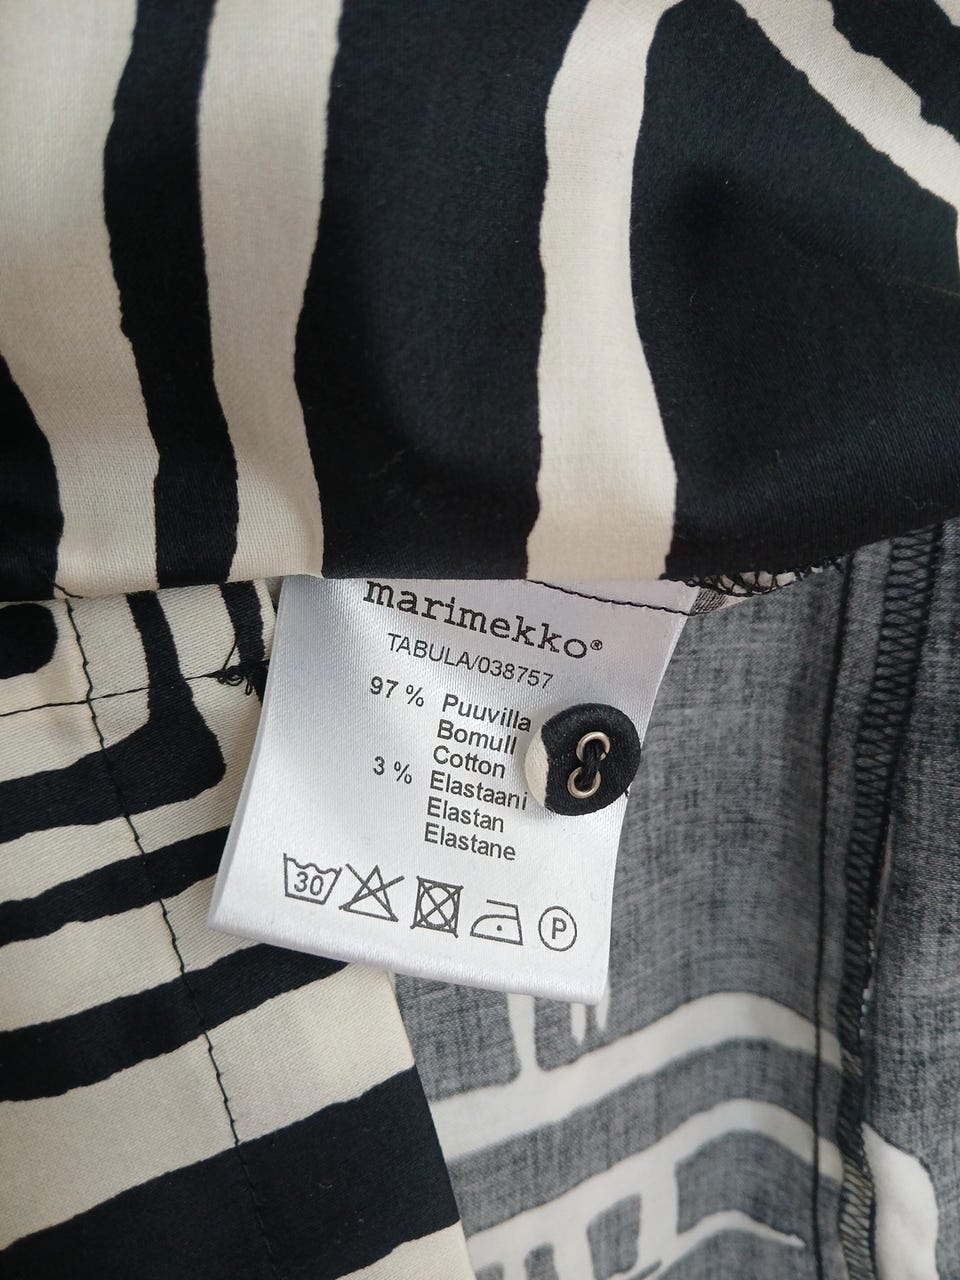 marimekko®
TABULA/038757
97 % Puuvilla
Bomull
Cotton
3 % Elastaani
Elastan
Elastane
30
P